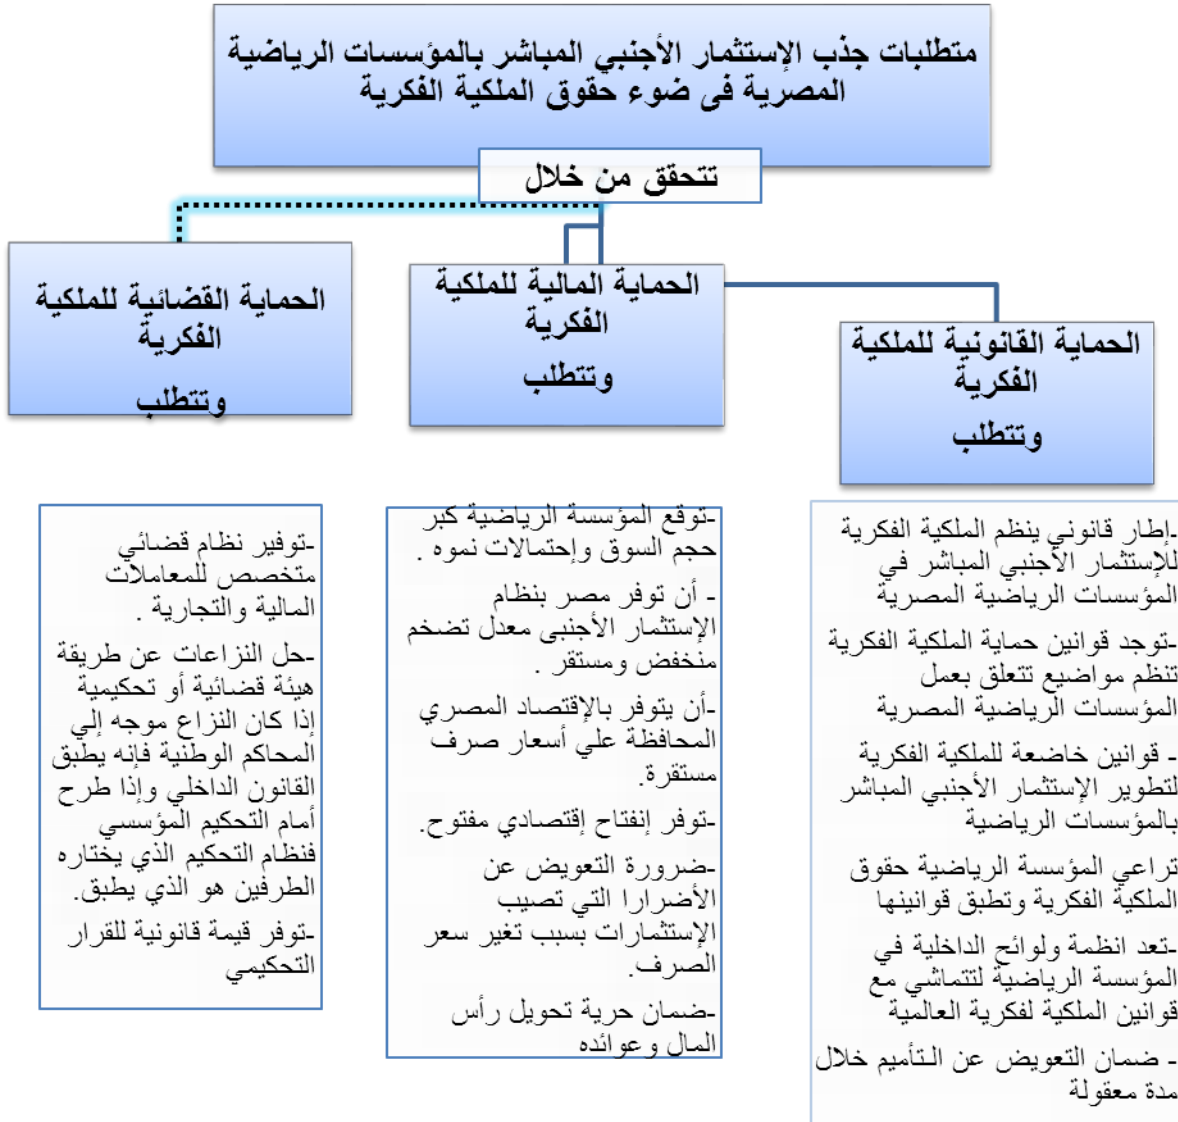 متطلبات جذب الإستثمار الأجنبي المباشر بالمؤسسات الرياضية
المصرية فى ضوء حقوق الملكية الفكرية
تتحقق من خلال
الحماية القانونية للملكية
الفكرية
وتتطلب
-إطار قانوني ينظم الملكية الفكرية
للإستثمار الأجنبي المباشر في
المؤسسات الرياضية المصرية
-توجد قوانين حماية الملكية الفكرية
تنظم مواضيع تتعلق بعمل
المؤسسات الرياضية المصرية
- قوانين خاضعة للملكية الفكرية
لتطوير الإستثمار الأجنبي المباشر
بالمؤسسات الرياضية
تراعي المؤسسة الرياضية حقوق
الملكية الفكرية وتطبق قوانينها
-تعد انظمة ولوائح الداخلية في
المؤسسة الرياضية لتتماشي مع
قوانين الملكية لفكرية العالمية
- ضمان التعويض عن التأميم خلال
مدة معقولة
الحماية المالية للملكية
الفكرية
وتتطلب
-توقع المؤسسة الرياضية كبر
حجم السوق وإحتمالات نموه .
- أن توفر مصر بنظام
الإستثمار الأجنبى معدل تضخم
منخفض ومستقر .
-أن يتوفر بالإقتصاد المصري
المحافظة علي أسعار صرف
مستقرة.
-توفر إنفتاح إقتصادي مفتوح.
-ضرورة التعويض عن
الأضرارا التي تصيب
الإستثمارات بسبب تغير سعر
الصرف.
-ضمان حرية تحويل رأس
المال وعوائده
الحماية القضائية للملكية
الفكرية
وتتطلب
-توفير نظام قضائي
متخصص للمعاملات
المالية والتجارية .
-حل النزاعات عن طريقة
هيئة قضائية أو تحكيمية
إذا كان النزاع موجه إلي
المحاكم الوطنية فإنه يطبق
القانون الداخلي وإذا طرح
أمام التحكيم المؤسسي
فنظام التحكيم الذي يختاره
الطرفين هو الذي يطبق.
-توفر قيمة قانونية للقرار
التحكيمي